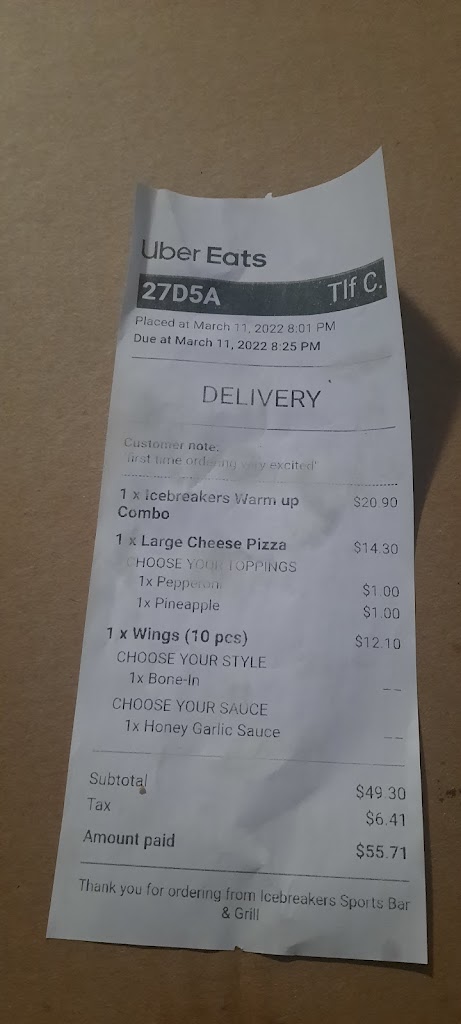 Uber Eats
27D5A Tlf C.
Placed at March 11, 2022 8:01 PM
Due at March 11, 2022 8:25 PM
DELIVERY
Customer note:
first time ordering very excited"
1 x Icebreakers Warm up $20.90
Combo
1 x Large Cheese Pizza $14.30
CHOOSE YOUR TOPPINGS
1x Pepperoni $1.00
1x Pineapple $1.00
1 x Wings (10 pcs) $12.10
CHOOSE YOUR STYLE
1x Bone-In --
CHOOSE YOUR SAUCE
1x Honey Garlic Sauce --
Subtotal $49.30
Tax $6.41
Amount paid $55.71
Thank you for ordering from Icebreakers Sports Bar
& Grill